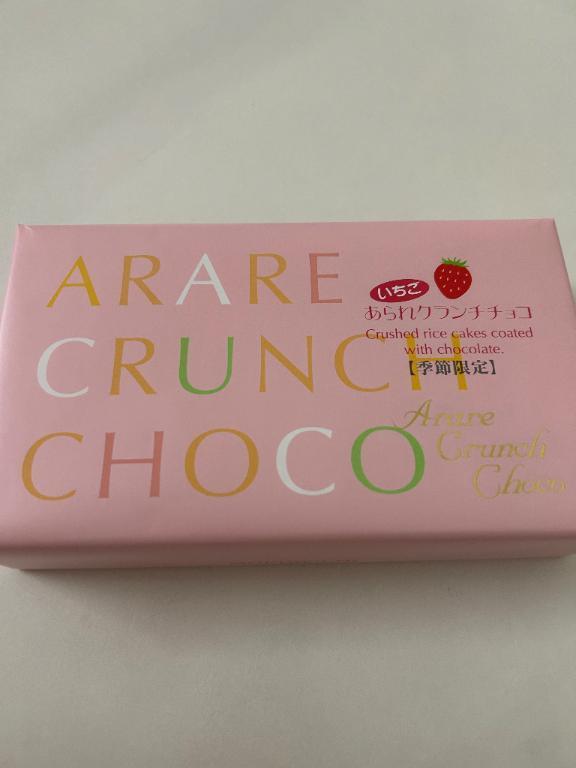 ARARE
CRUNCH
CHOCO
いちご
あられクランチチョコ
Crushed rice cakes coated
with chocolate.
【季節限定】
Arare
Crunch
Choco